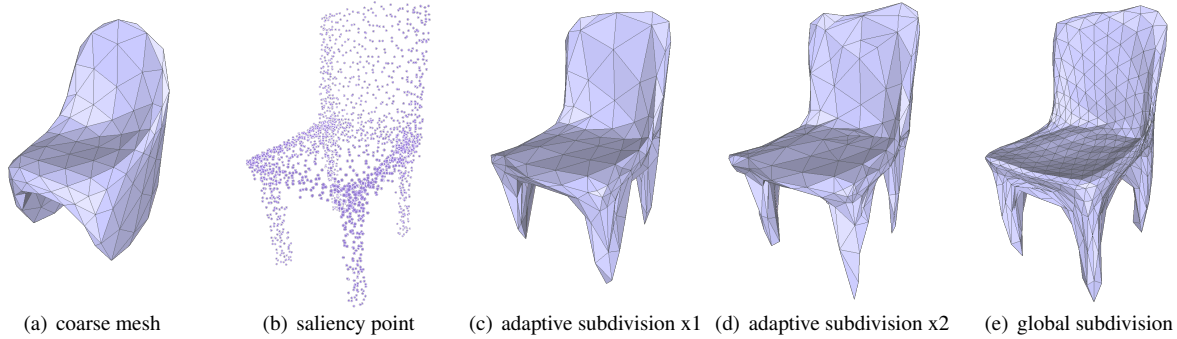 (a) coarse mesh (b) saliency point (c) adaptive subdivision x1 (d) adaptive subdivision x2 (e) global subdivision